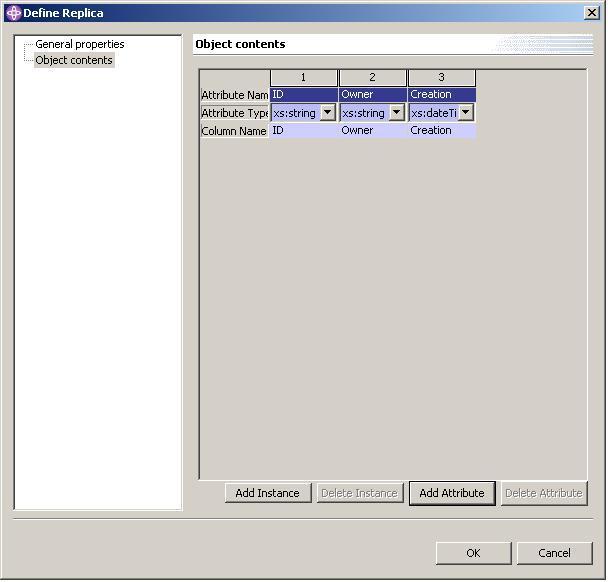 Define Replica
General properties
Object contents
Object contents
1 2 3
Attribute Nam ID Owner Creation
Attribute Type xs:string xs:string xs:dateTi
Column Name ID Owner Creation
Add Instance Delete Instance Add Attribute Delete Attribute
OK Cancel